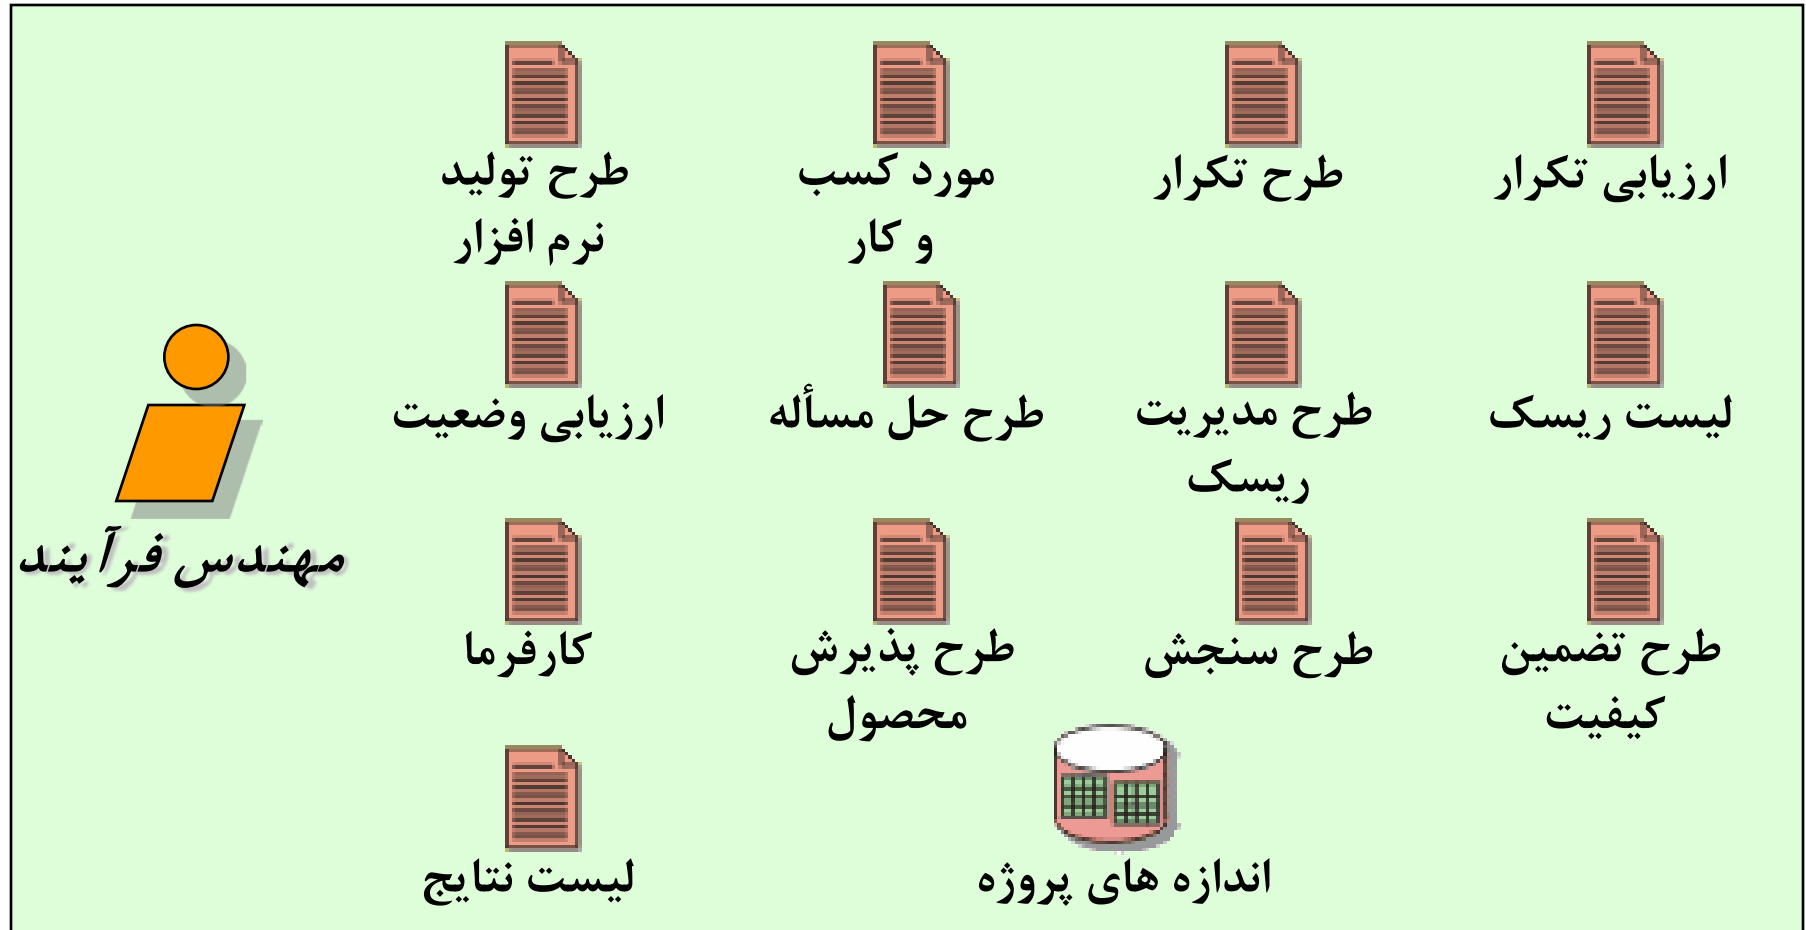 ارزیابی تکرار
طرح تکرار
مورد کسب
و کار
طرح تولید
نرم افزار
لیست ریسک
طرح مدیریت
ریسک
طرح حل مسأله
ارزیابی وضعیت
مهندس فرآیند
طرح تضمین
کیفیت
طرح سنجش
طرح پذیرش
محصول
کارفرما
اندازه های پروژه
لیست نتایج